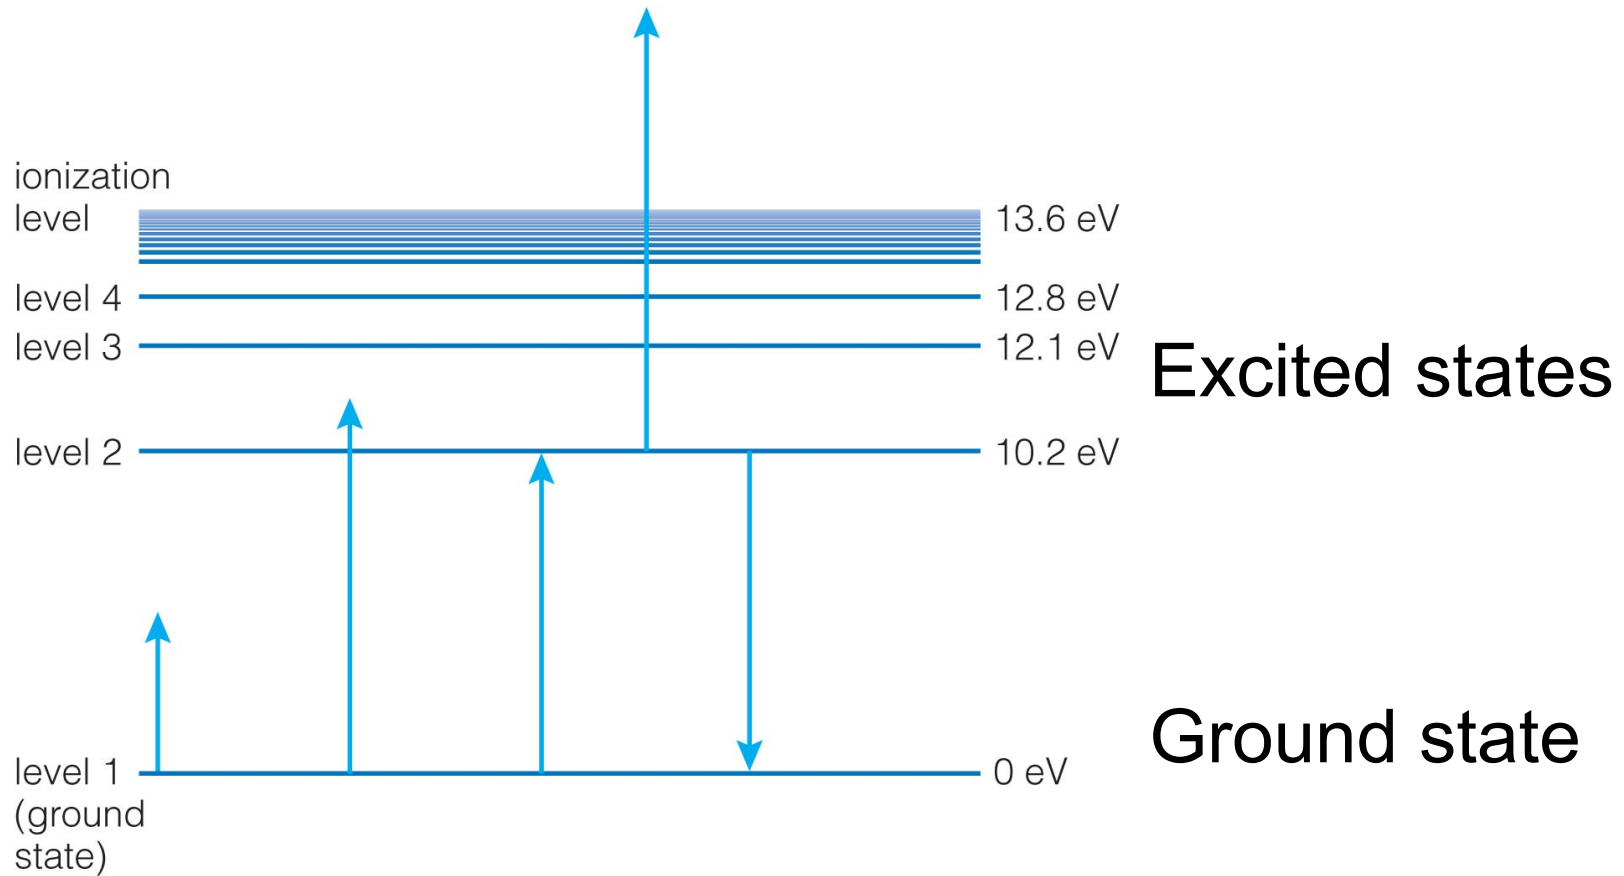 ionization
level
13.6 eV
level 4
12.8 eV
level 3
12.1 eV
Excited states
level 2
10.2 eV
Ground state
level 1
0 eV
(ground
state)